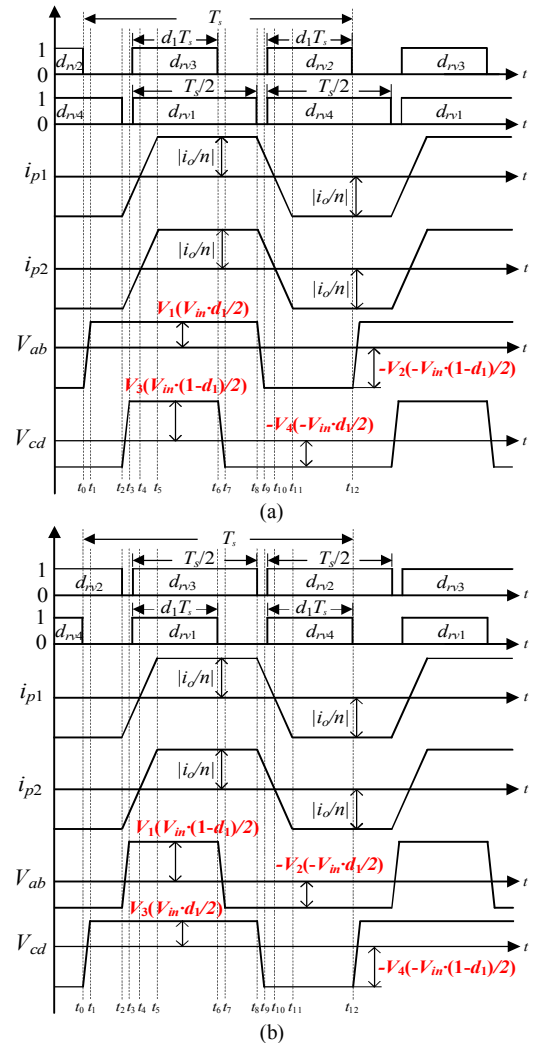 T_s
d_1T_s d_1T_s
1
d_rv2 d_rv3 d_rv2 d_rv3
0 t
T_s/2 T_s/2
1
d_rv4 d_rv1 d_rv4 d_rv1
0 t
i_p1 |i_o/n| |i_o/n| t
i_p2 |i_o/n| |i_o/n| t
V_1(V_in·d_1/2)
V_ab t
-V_2(-V_in·(1-d_1)/2)
V_3(V_in·(1-d_1)/2) -V_4(-V_in·d_1/2)
V_cd t
t_0 t_1 t_2 t_3 t_4 t_5 t_6 t_7 t_8 t_9 t_10 t_11 t_12
(a)
T_s
T_s/2 T_s/2
1
d_rv2 d_rv3 d_rv2 d_rv3
0 t
d_1T_s d_1T_s
1
d_rv4 d_rv1 d_rv4 d_rv1
0 t
i_p1 |i_o/n| |i_o/n| t
i_p2 |i_o/n| |i_o/n| t
V_1(V_in·(1-d_1)/2) -V_2(-V_in·d_1/2)
V_ab t
V_3(V_in·d_1/2)
V_cd t
-V_4(-V_in·(1-d_1)/2)
t_0 t_1 t_2 t_3 t_4 t_5 t_6 t_7 t_8 t_9 t_10 t_11 t_12
(b)